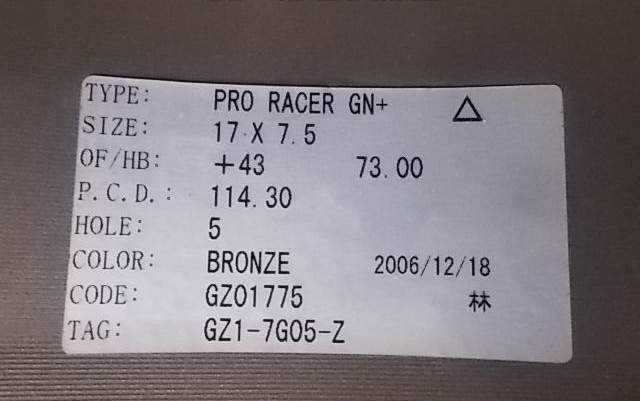 TYPE: PRO RACER GN+ △
SIZE: 17 X 7.5
OF/HB: +43 73.00
P.C.D.: 114.30
HOLE: 5
COLOR: BRONZE 2006/12/18
CODE: GZ01775 林
TAG: GZ1-7G05-Z